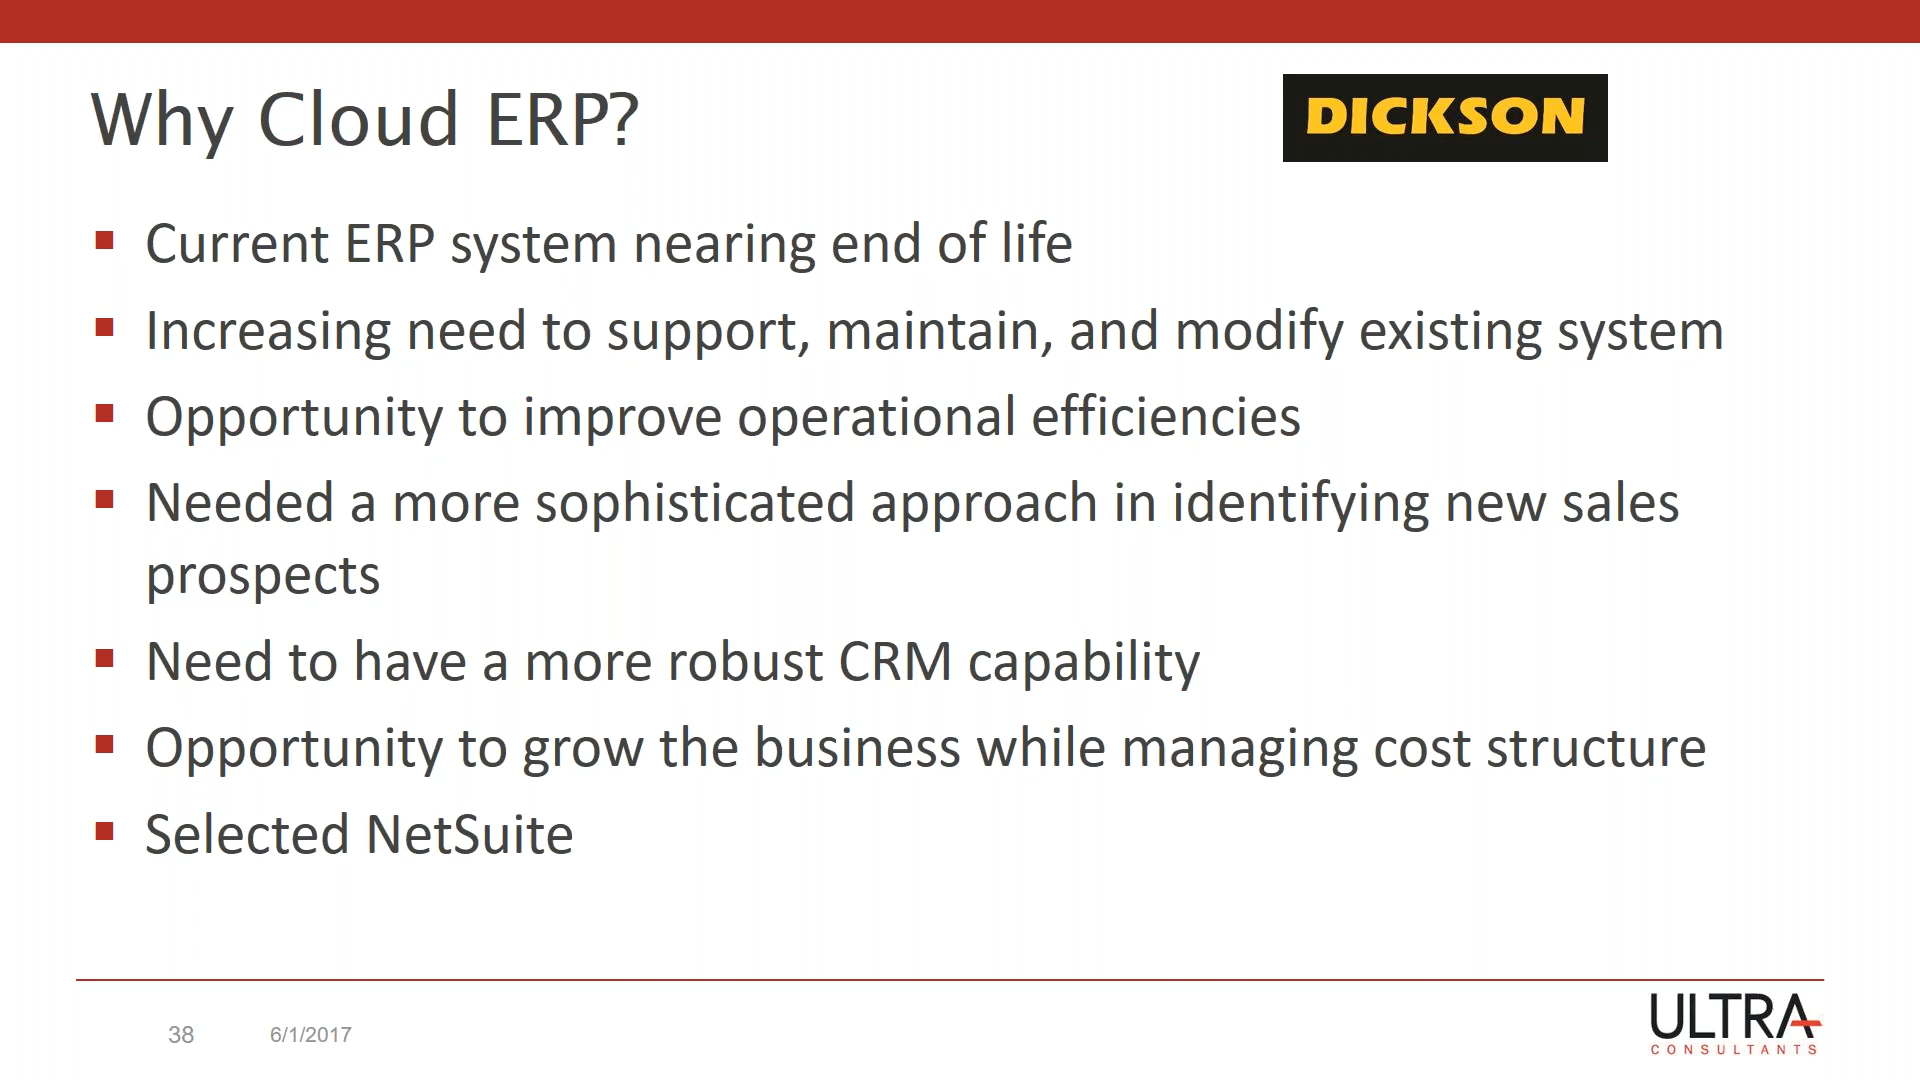 Why Cloud ERP?
DICKSON
Current ERP system nearing end of life
Increasing need to support, maintain, and modify existing system
Opportunity to improve operational efficiencies
Needed a more sophisticated approach in identifying new sales
prospects
Need to have a more robust CRM capability
Opportunity to grow the business while managing cost structure
Selected NetSuite
38 6/1/2017
ULTRA
CONSULTANTS